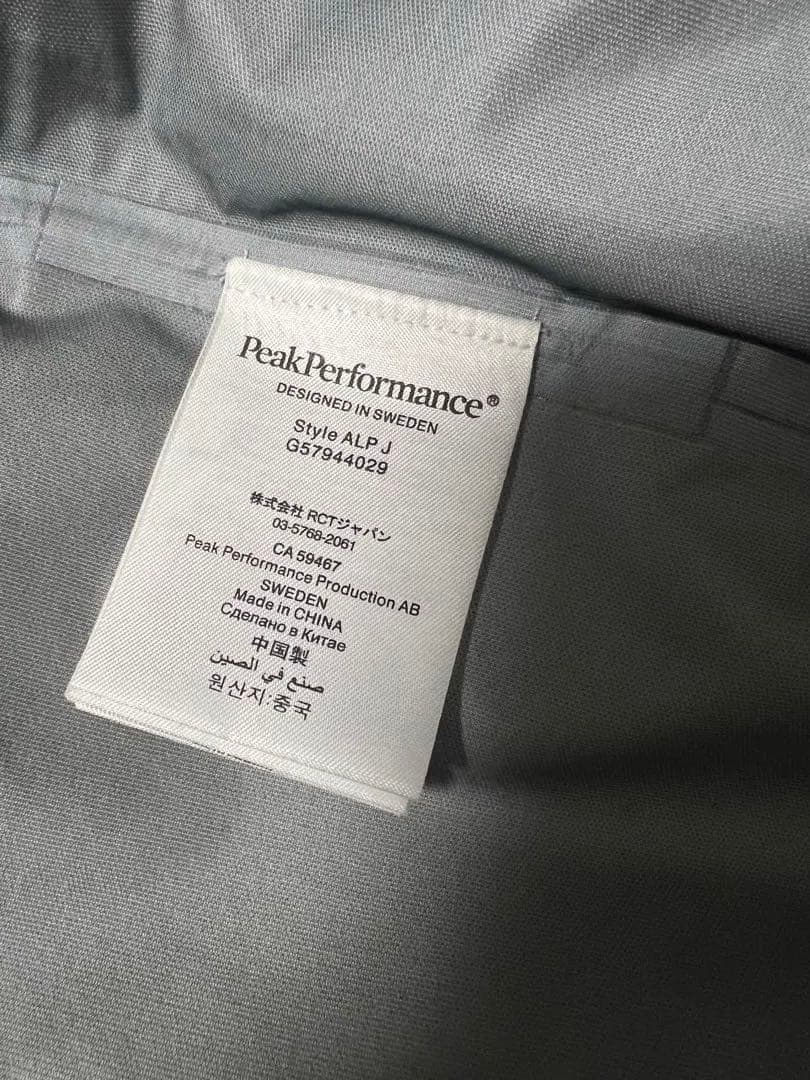 PeakPerformance®
DESIGNED IN SWEDEN
Style ALP J
G57944029
株式会社 RCTジャパン
03-5768-2061
CA 59467
Peak Performance Production AB
SWEDEN
Made in CHINA
Сделано в Китае
中国製
صنع في الصين
원산지:중국